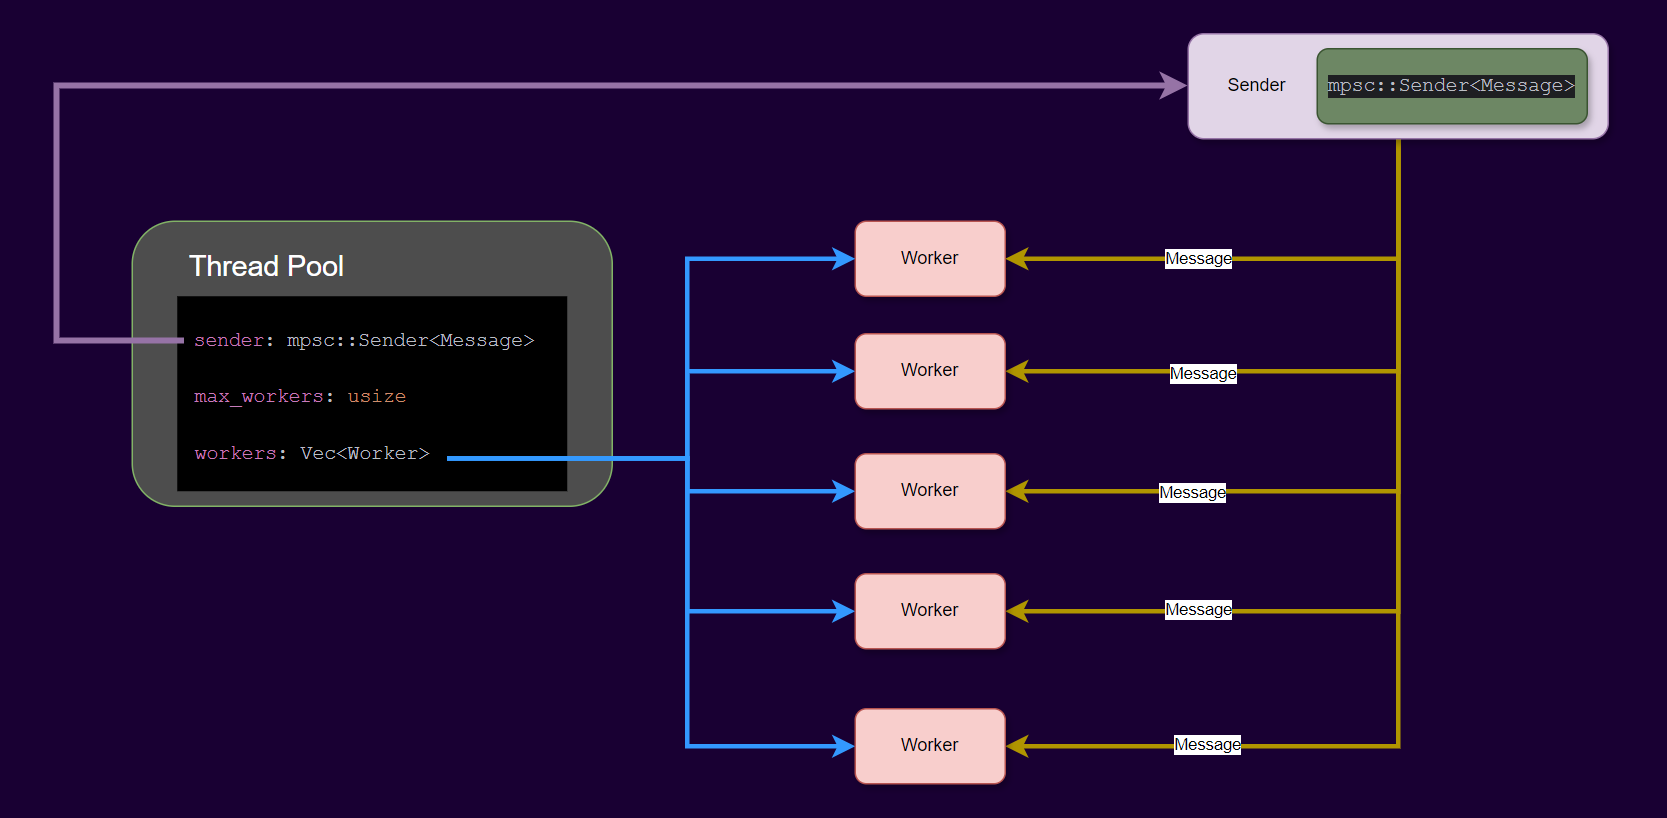 Sender
mpsc::Sender<Message>
Thread Pool
sender: mpsc::Sender<Message>
max_workers: usize
workers: Vec<Worker>
Worker
Message
Worker
Message
Worker
Message
Worker
Message
Worker
Message